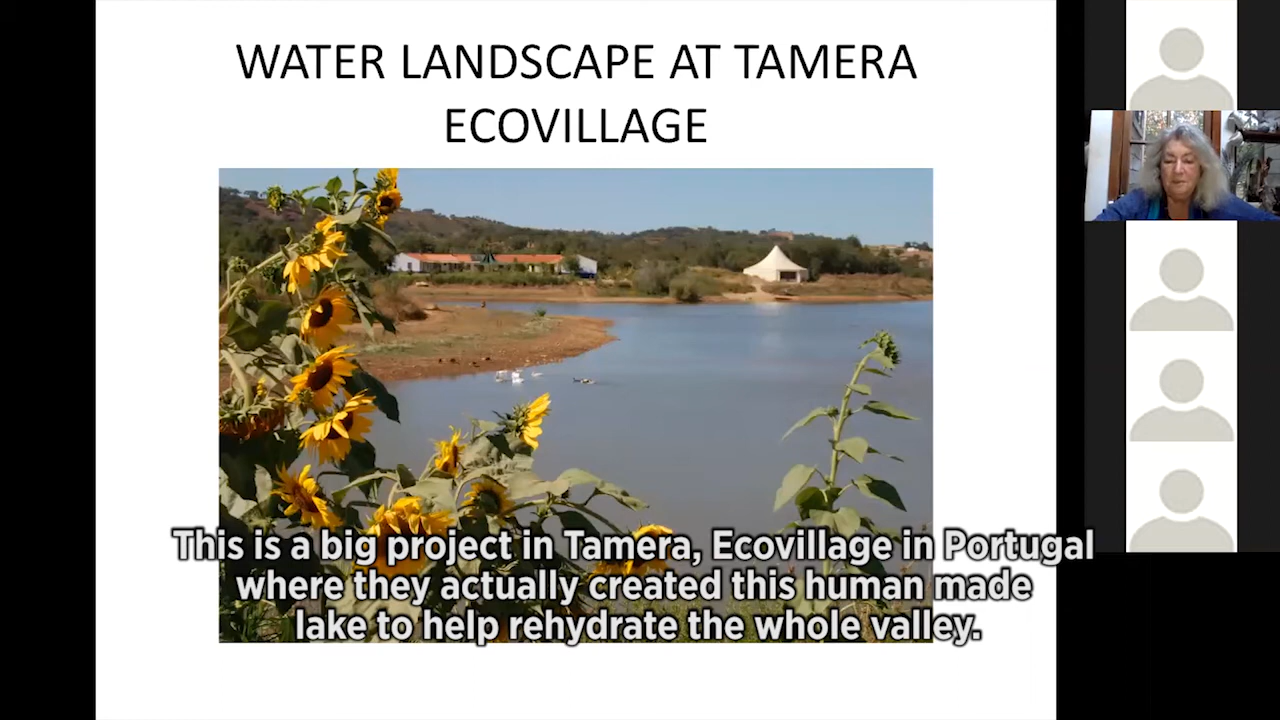 WATER LANDSCAPE AT TAMERA
ECOVILLAGE
This is a big project in Tamera, Ecovillage in Portugal
where they actually created this human made
lake to help rehydrate the whole valley.